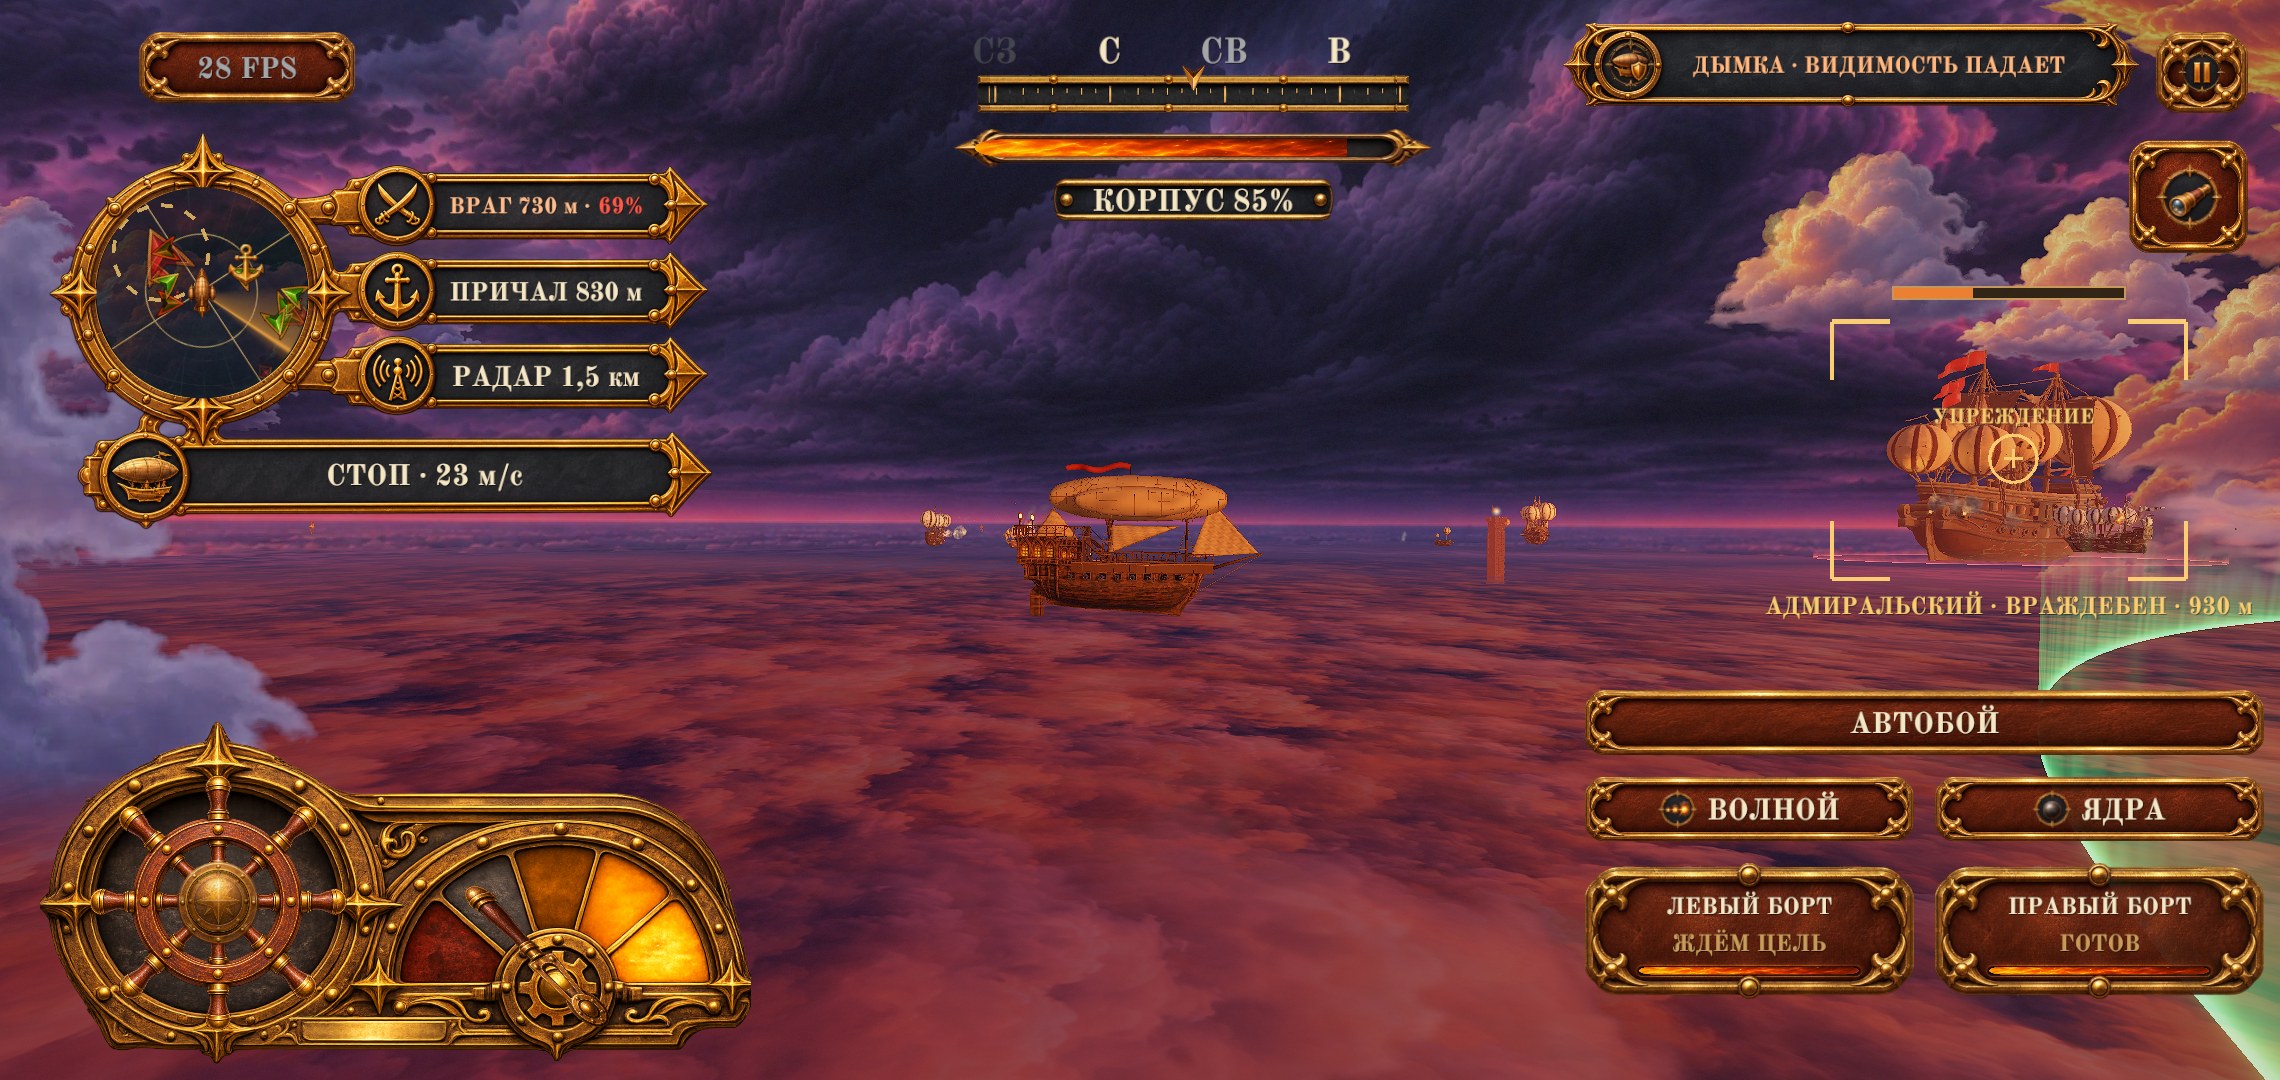 28 FPS
СЗ С СВ В
ДЫМКА · ВИДИМОСТЬ ПАДАЕТ
КОРПУС 85%
ВРАГ 730 м · 69%
ПРИЧАЛ 830 м
РАДАР 1,5 км
СТОП · 23 м/с
УПРЕЖДЕНИЕ
АДМИРАЛЬСКИЙ · ВРАЖДЕБЕН · 930 м
АВТОБОЙ
ВОЛНОЙ
ЯДРА
ЛЕВЫЙ БОРТ
ЖДЁМ ЦЕЛЬ
ПРАВЫЙ БОРТ
ГОТОВ